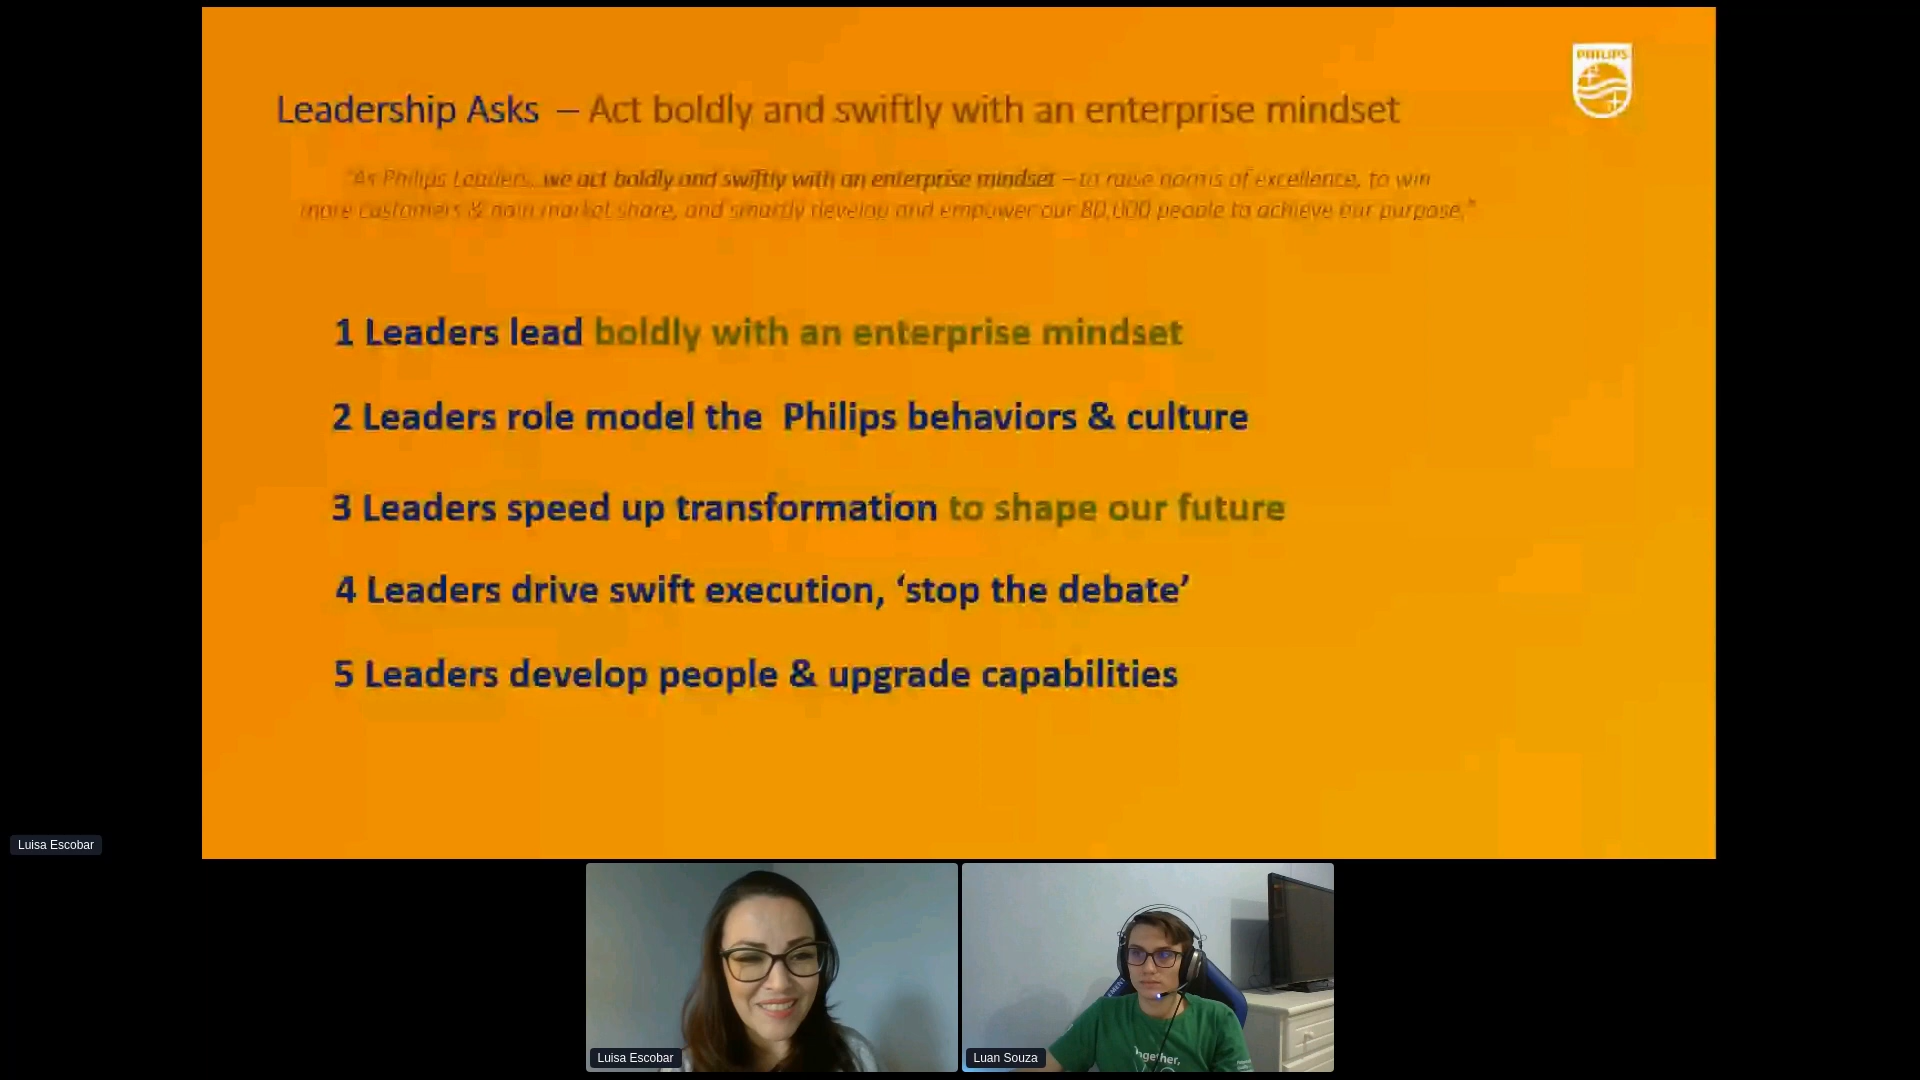 PHILIPS
Leadership Asks – Act boldly and swiftly with an enterprise mindset
"As Philips Leaders, we act boldly and swiftly with an enterprise mindset – to raise norms of excellence, to win
more customers & gain market share, and smartly develop and empower our 80,000 people to achieve our purpose."
1 Leaders lead boldly with an enterprise mindset
2 Leaders role model the Philips behaviors & culture
3 Leaders speed up transformation to shape our future
4 Leaders drive swift execution, ‘stop the debate’
5 Leaders develop people & upgrade capabilities
Luisa Escobar
Luisa Escobar
Luan Souza